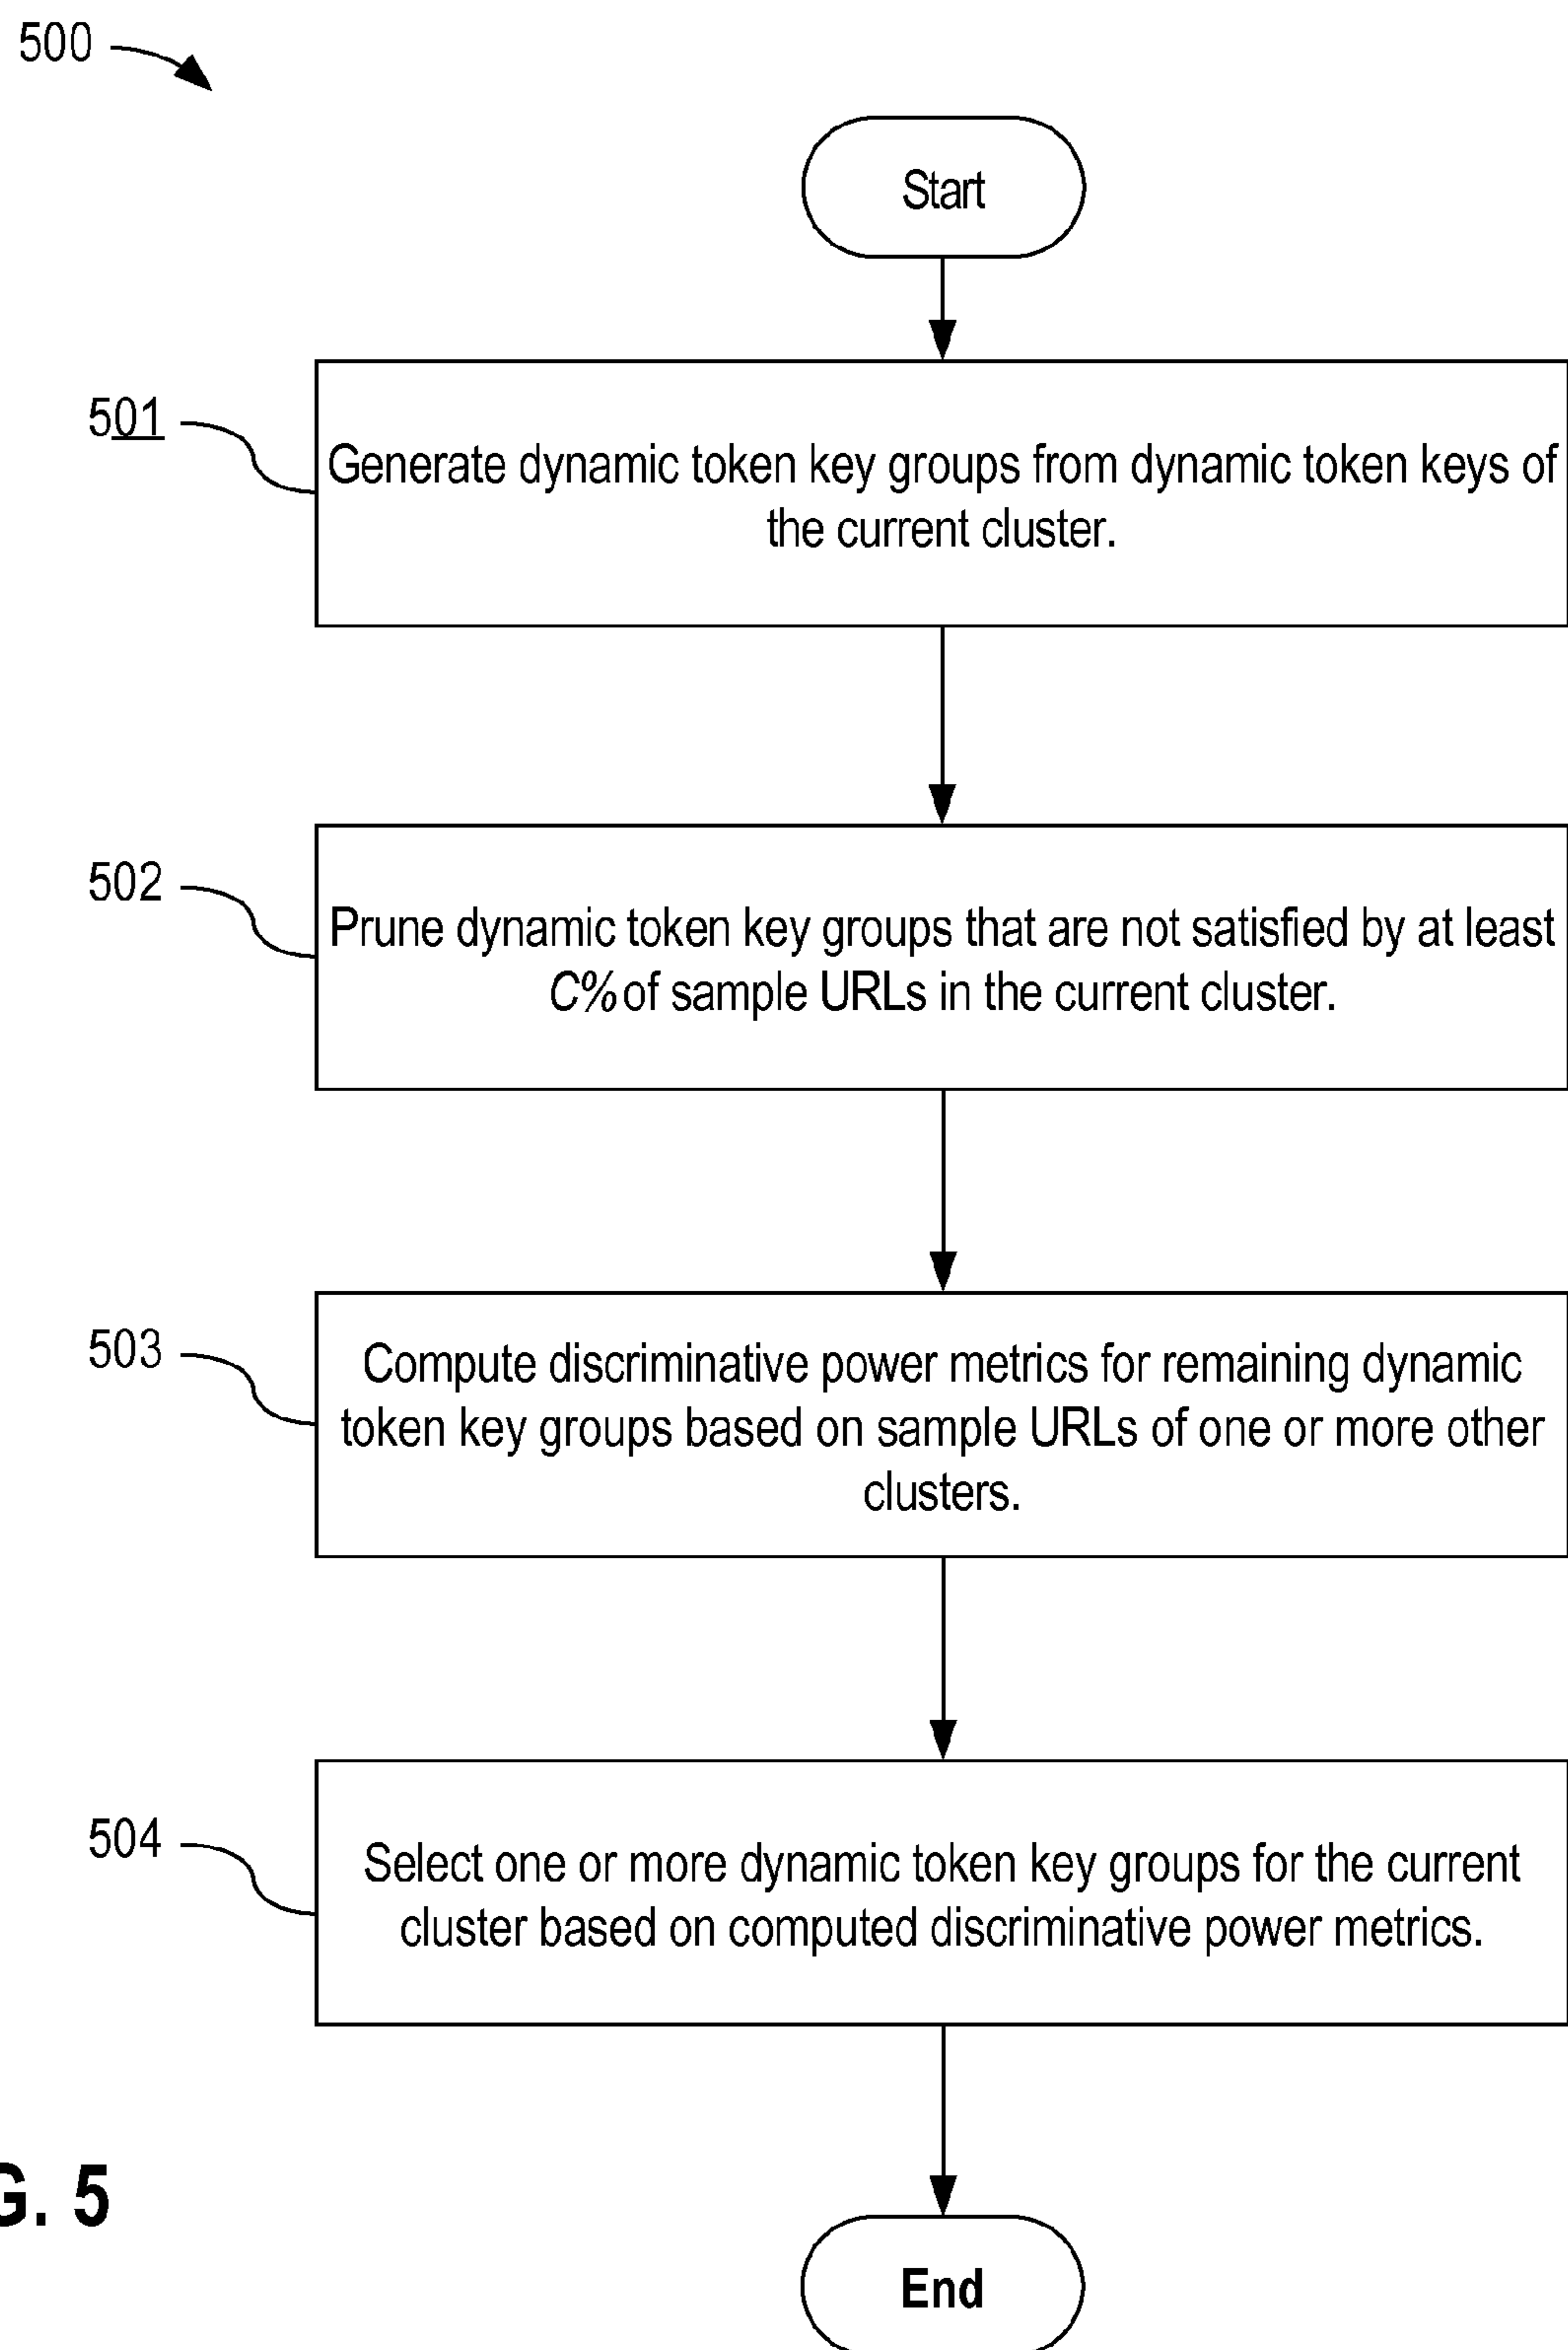 500
Start
501
Generate dynamic token key groups from dynamic token keys of
the current cluster.
502
Prune dynamic token key groups that are not satisfied by at least
C% of sample URLs in the current cluster.
503
Compute discriminative power metrics for remaining dynamic
token key groups based on sample URLs of one or more other
clusters.
504
Select one or more dynamic token key groups for the current
cluster based on computed discriminative power metrics.
G. 5
End